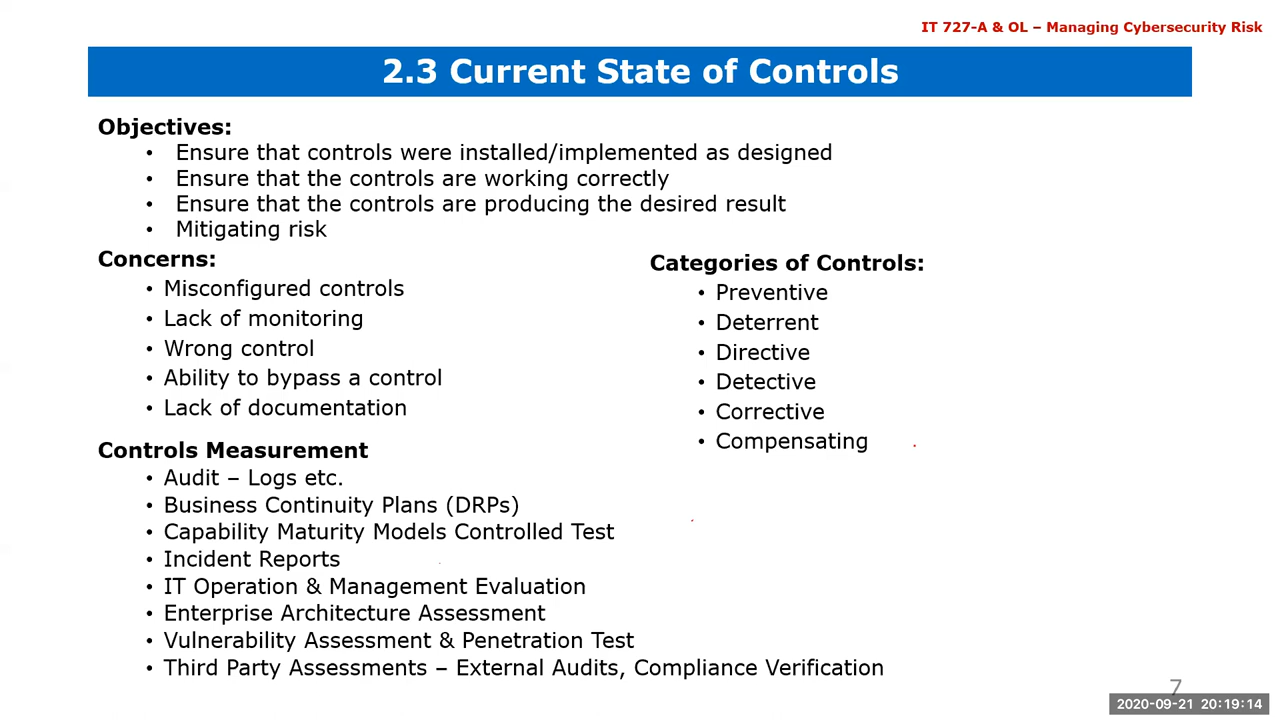 IT 727-A & OL – Managing Cybersecurity Risk
2.3 Current State of Controls
Objectives:
• Ensure that controls were installed/implemented as designed
• Ensure that the controls are working correctly
• Ensure that the controls are producing the desired result
• Mitigating risk
Concerns:
• Misconfigured controls
• Lack of monitoring
• Wrong control
• Ability to bypass a control
• Lack of documentation
Categories of Controls:
• Preventive
• Deterrent
• Directive
• Detective
• Corrective
• Compensating
Controls Measurement
• Audit – Logs etc.
• Business Continuity Plans (DRPs)
• Capability Maturity Models Controlled Test
• Incident Reports
• IT Operation & Management Evaluation
• Enterprise Architecture Assessment
• Vulnerability Assessment & Penetration Test
• Third Party Assessments – External Audits, Compliance Verification
7
2020-09-21 20:19:14